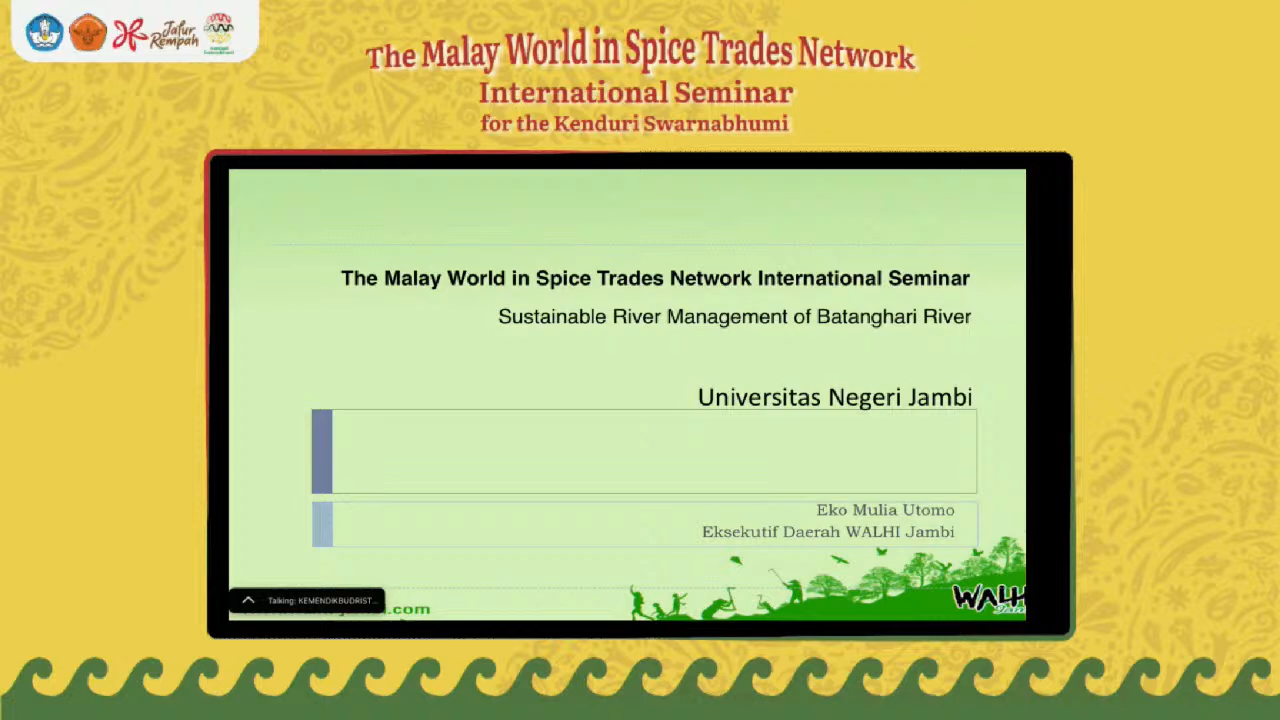 Jalur
Rempah
The Malay World in Spice Trades Network
International Seminar
for the Kenduri Swarnabhumi
The Malay World in Spice Trades Network International Seminar
Sustainable River Management of Batanghari River
Universitas Negeri Jambi
Eko Mulia Utomo
Eksekutif Daerah WALHI Jambi
Talking: KEMENDIKBUDRIST...
.com
WALH